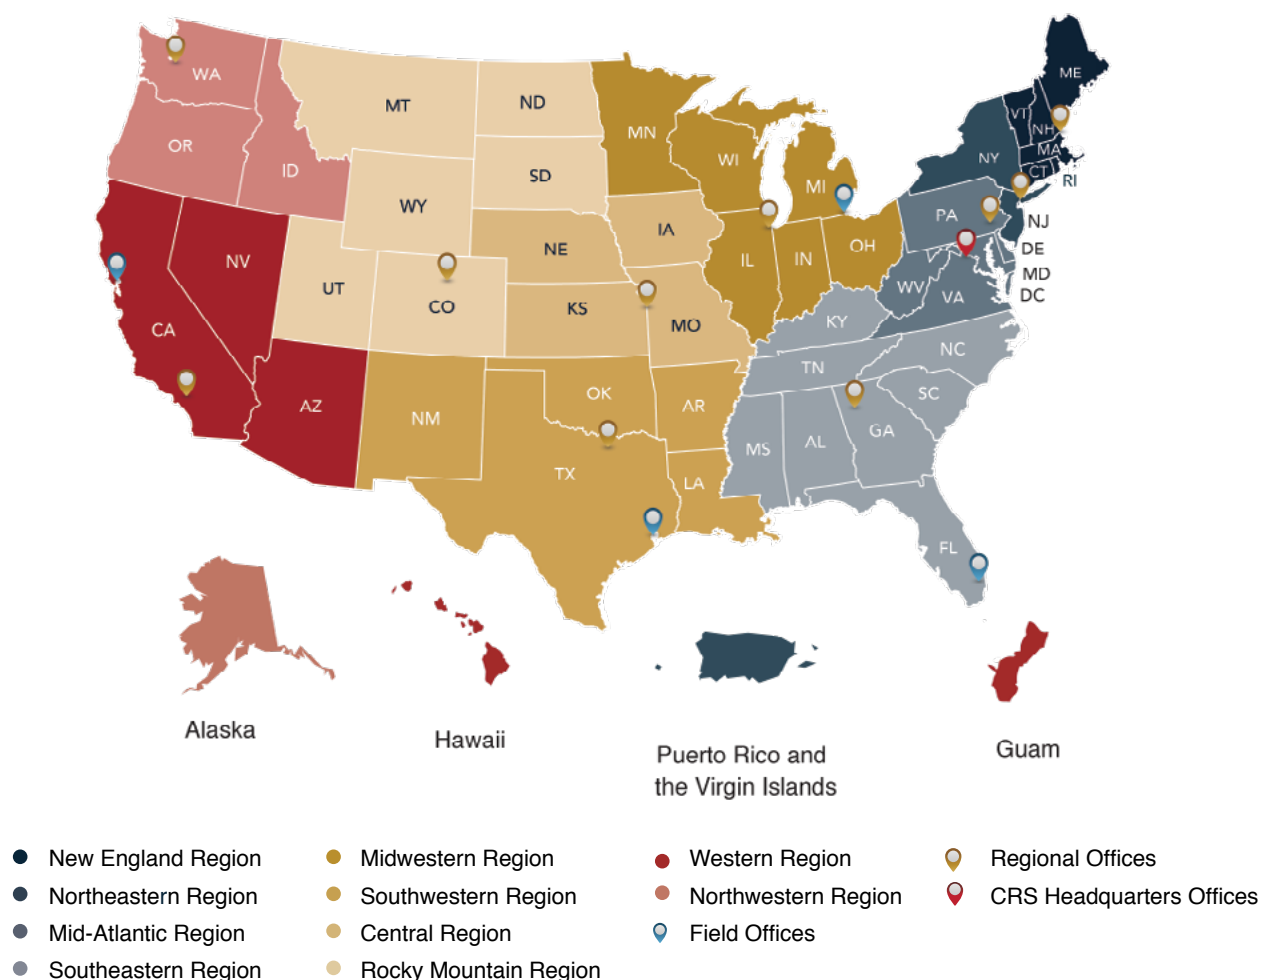 WA
OR
ID
MT
ND
SD
WY
NE
NV
UT
CO
KS
CA
AZ
NM
OK
TX
MN
WI
MI
IA
IL
IN
OH
MO
AR
LA
KY
TN
MS
AL
GA
NC
SC
FL
WV
VA
PA
NY
ME
VT
NH
MA
CT
RI
NJ
DE
MD
DC
Alaska
Hawaii
Puerto Rico and
the Virgin Islands
Guam
New England Region
Northeastern Region
Mid-Atlantic Region
Southeastern Region
Midwestern Region
Southwestern Region
Central Region
Rocky Mountain Region
Western Region
Northwestern Region
Field Offices
Regional Offices
CRS Headquarters Offices